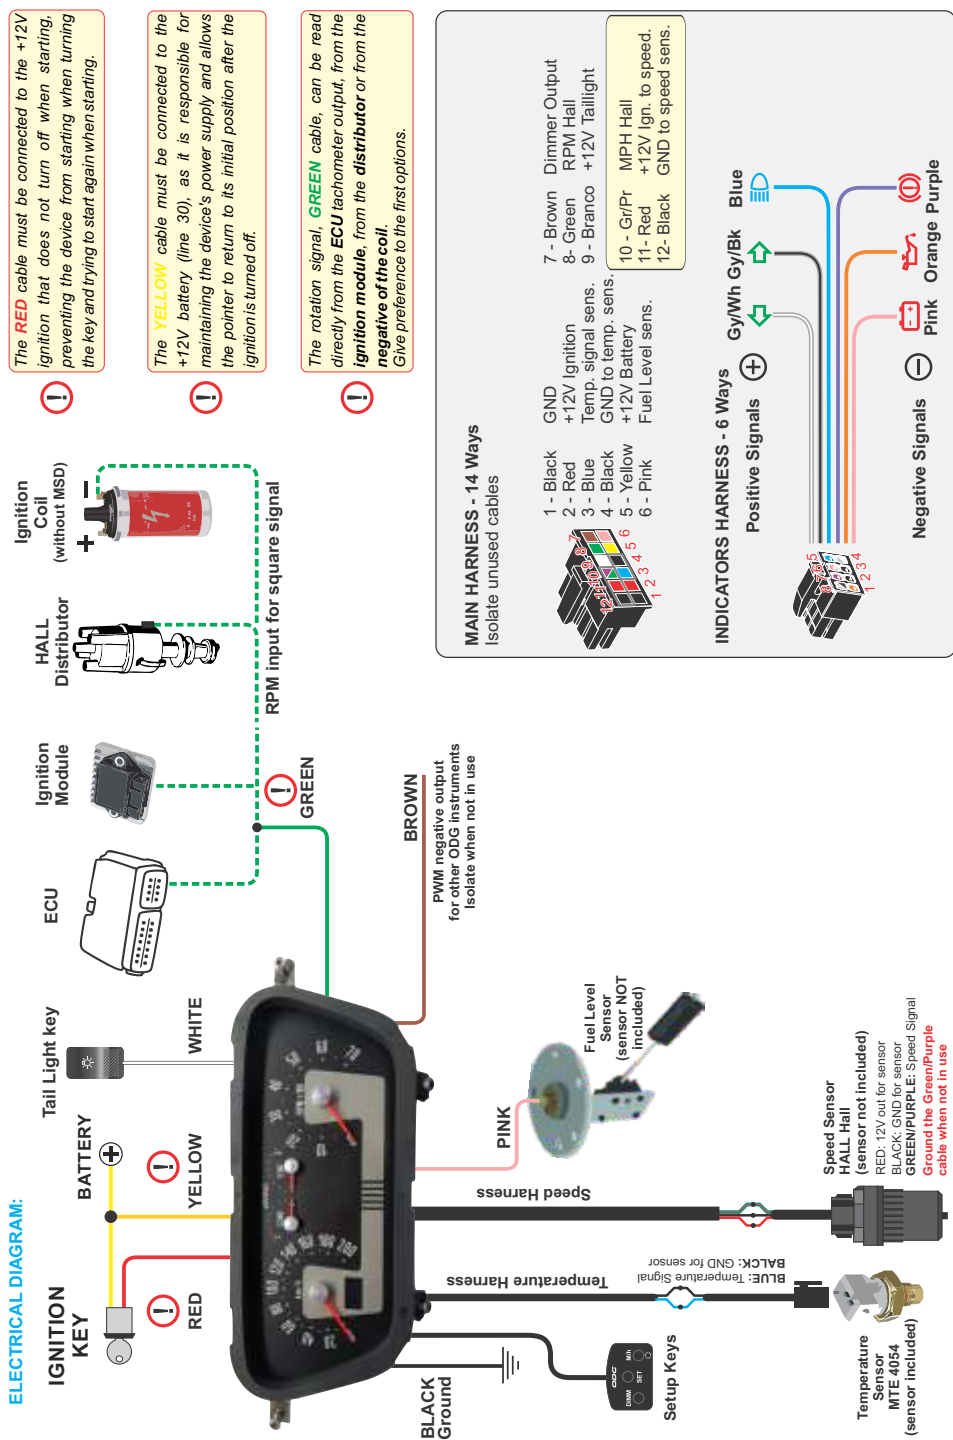 ELECTRICAL DIAGRAM:
IGNITION
KEY
BATTERY
RED
YELLOW
Tail Light key
WHITE
ECU
Ignition
Module
HALL
Distributor
Ignition
Coil
(without MSD)
+
-
RPM input for square signal
GREEN
BROWN
PWM negative output
for other ODG instruments
Isolate when not in use
BLACK
Ground
DIMM
SET
M/h
ODG
Setup Keys
Temperature Harness
BLUE: Temperature Signal
BALCK: GND for sensor
Temperature
Sensor
MTE 4054
(sensor included)
Speed Harness
Speed Sensor
HALL Hall
(sensor not included)
RED: 12V out for sensor
BLACK: GND for sensor
GREEN/PURPLE: Speed Signal
Ground the Green/Purple
cable when not in use
PINK
Fuel Level
Sensor
(sensor NOT
included)
The RED cable must be connected to the +12V
ignition that does not turn off when starting,
preventing the device from starting when turning
the key and trying to start again when starting.
The YELLOW cable must be connected to the
+12V battery (line 30), as it is responsible for
maintaining the device's power supply and allows
the pointer to return to its initial position after the
ignition is turned off.
The rotation signal, GREEN cable, can be read
directly from the ECU tachometer output, from the
ignition module, from the distributor or from the
negative of the coil.
Give preference to the first options.
MAIN HARNESS - 14 Ways
Isolate unused cables
1 - Black GND
2 - Red +12V Ignition
3 - Blue Temp. signal sens.
4 - Black GND to temp. sens.
5 - Yellow +12V Battery
6 - Pink Fuel Level sens.
7 - Brown Dimmer Output
8- Green RPM Hall
9 - Branco +12V Taillight
10 - Gr/Pr MPH Hall
11- Red +12V Ign. to speed.
12- Black GND to speed sens.
INDICATORS HARNESS - 6 Ways
Positive Signals
Gy/Wh Gy/Bk Blue
Negative Signals
Pink Orange Purple